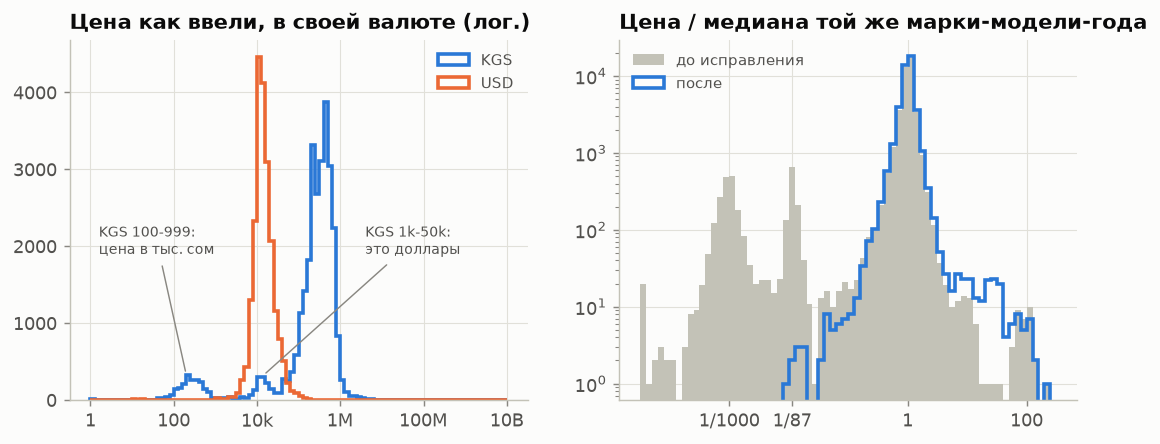 Цена как ввели, в своей валюте (лог.)
KGS
USD
KGS 100-999:
цена в тыс. сом
KGS 1k-50k:
это доллары
4000
3000
2000
1000
0
1
100
10k
1M
100M
10B
Цена / медиана той же марки-модели-года
до исправления
после
10⁴
10³
10²
10¹
10⁰
1/1000
1/87
1
100